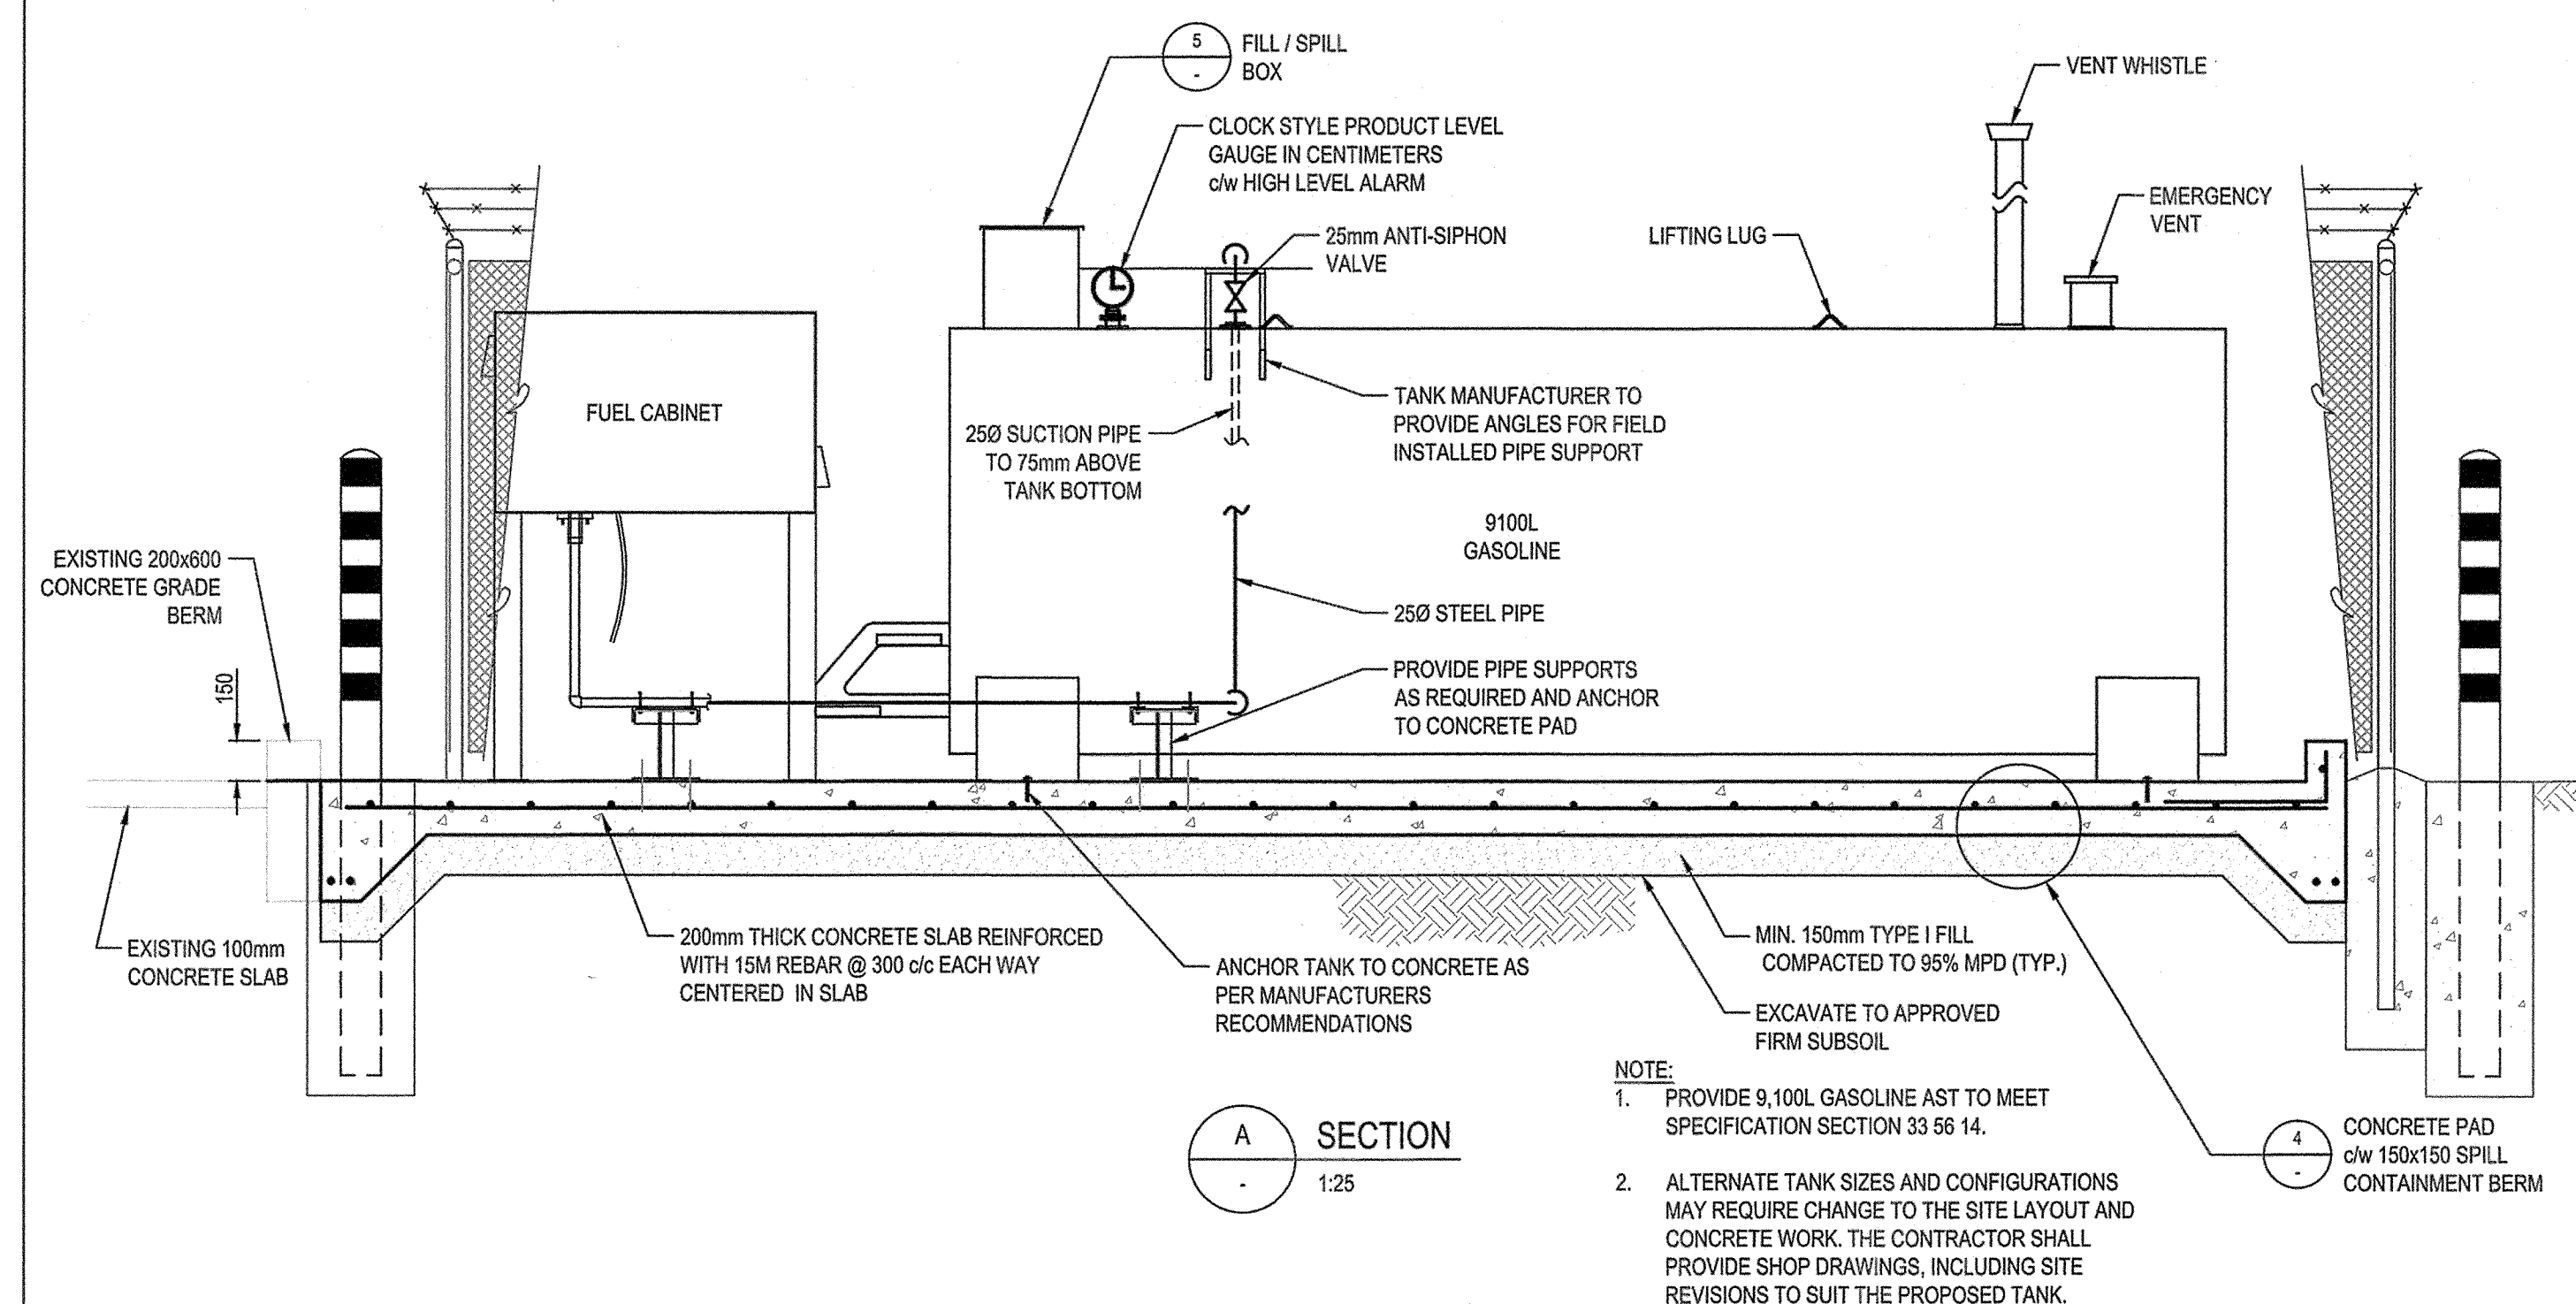 5
-
FILL / SPILL
BOX
VENT WHISTLE
CLOCK STYLE PRODUCT LEVEL
GAUGE IN CENTIMETERS
c/w HIGH LEVEL ALARM
EMERGENCY
VENT
25mm ANTI-SIPHON
VALVE
LIFTING LUG
FUEL CABINET
25Ø SUCTION PIPE
TO 75mm ABOVE
TANK BOTTOM
TANK MANUFACTURER TO
PROVIDE ANGLES FOR FIELD
INSTALLED PIPE SUPPORT
9100L
GASOLINE
EXISTING 200x600
CONCRETE GRADE
BERM
25Ø STEEL PIPE
150
PROVIDE PIPE SUPPORTS
AS REQUIRED AND ANCHOR
TO CONCRETE PAD
EXISTING 100mm
CONCRETE SLAB
200mm THICK CONCRETE SLAB REINFORCED
WITH 15M REBAR @ 300 c/c EACH WAY
CENTERED IN SLAB
ANCHOR TANK TO CONCRETE AS
PER MANUFACTURERS
RECOMMENDATIONS
MIN. 150mm TYPE I FILL
COMPACTED TO 95% MPD (TYP.)
EXCAVATE TO APPROVED
FIRM SUBSOIL
A
-
SECTION
1:25
NOTE:
1. PROVIDE 9,100L GASOLINE AST TO MEET
SPECIFICATION SECTION 33 56 14.
2. ALTERNATE TANK SIZES AND CONFIGURATIONS
MAY REQUIRE CHANGE TO THE SITE LAYOUT AND
CONCRETE WORK. THE CONTRACTOR SHALL
PROVIDE SHOP DRAWINGS, INCLUDING SITE
REVISIONS TO SUIT THE PROPOSED TANK.
4
-
CONCRETE PAD
c/w 150x150 SPILL
CONTAINMENT BERM